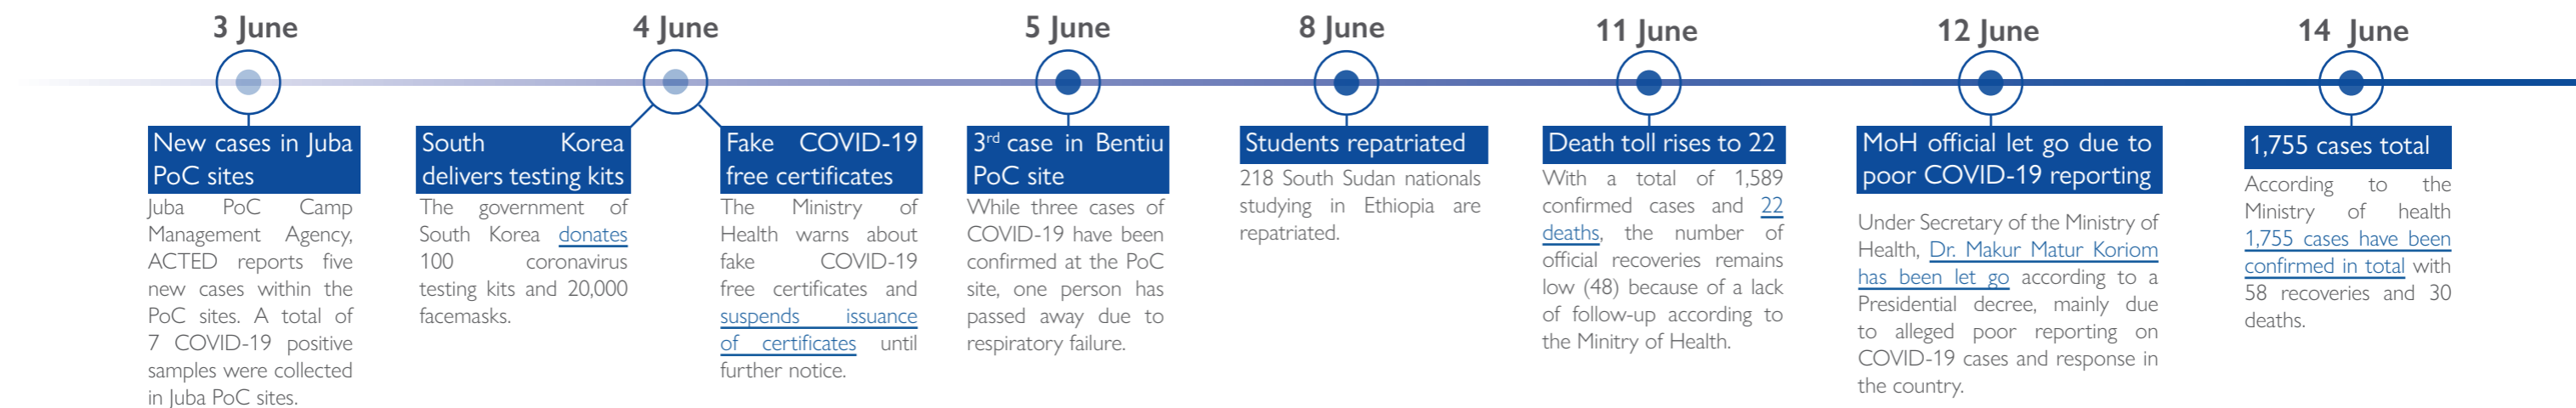 3 June
New cases in Juba
PoC sites
Juba PoC Camp
Management Agency,
ACTED reports five
new cases within the
PoC sites. A total of
7 COVID-19 positive
samples were collected
in Juba PoC sites.
4 June
South Korea
delivers testing kits
The government of
South Korea donates
100 coronavirus
testing kits and 20,000
facemasks.
Fake COVID-19
free certificates
The Ministry of
Health warns about
fake COVID-19
free certificates and
suspends issuance
of certificates until
further notice.
5 June
3rd case in Bentiu
PoC site
While three cases of
COVID-19 have been
confirmed at the PoC
site, one person has
passed away due to
respiratory failure.
8 June
Students repatriated
218 South Sudan nationals
studying in Ethiopia are
repatriated.
11 June
Death toll rises to 22
With a total of 1,589
confirmed cases and 22
deaths, the number of
official recoveries remains
low (48) because of a lack
of follow-up according to
the Minitry of Health.
12 June
MoH official let go due to
poor COVID-19 reporting
Under Secretary of the Ministry of
Health, Dr. Makur Matur Koriom
has been let go according to a
Presidential decree, mainly due
to alleged poor reporting on
COVID-19 cases and response in
the country.
14 June
1,755 cases total
According to the
Ministry of health
1,755 cases have been
confirmed in total with
58 recoveries and 30
deaths.